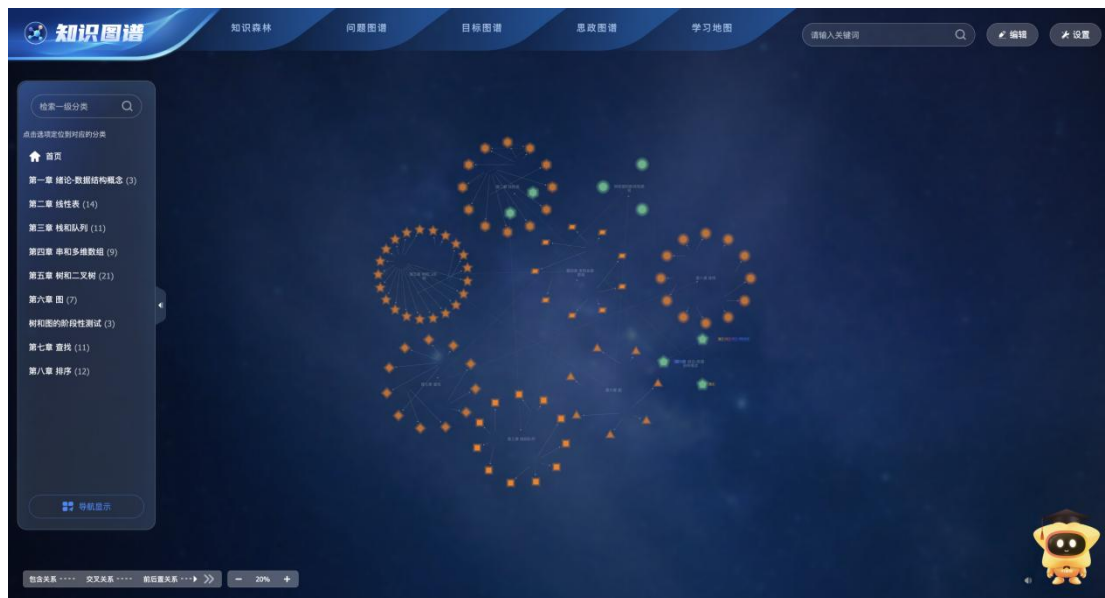 知识图谱
知识森林
问题图谱
目标图谱
思政图谱
学习地图
请输入关键词
编辑
设置
检索一级分类
点击选项定位到对应的分类
首页
第一章 绪论-数据结构概念 (3)
第二章 线性表 (14)
第三章 栈和队列 (11)
第四章 串和多维数组 (9)
第五章 树和二叉树 (21)
第六章 图 (7)
树和图的阶段性测试 (3)
第七章 查找 (11)
第八章 排序 (12)
导航显示
包含关系
交叉关系
前后置关系
20%